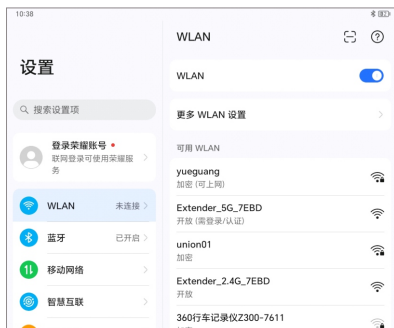 10:38
设置
搜索设置项
登录荣耀账号
联网登录可使用荣耀服
务
WLAN 未连接
蓝牙 已开启
移动网络
智慧互联
WLAN
WLAN
更多 WLAN 设置
可用 WLAN
yueguang
加密 (可上网)
Extender_5G_7EBD
开放 (需登录/认证)
union01
加密
Extender_2.4G_7EBD
开放
360行车记录仪Z300-7611